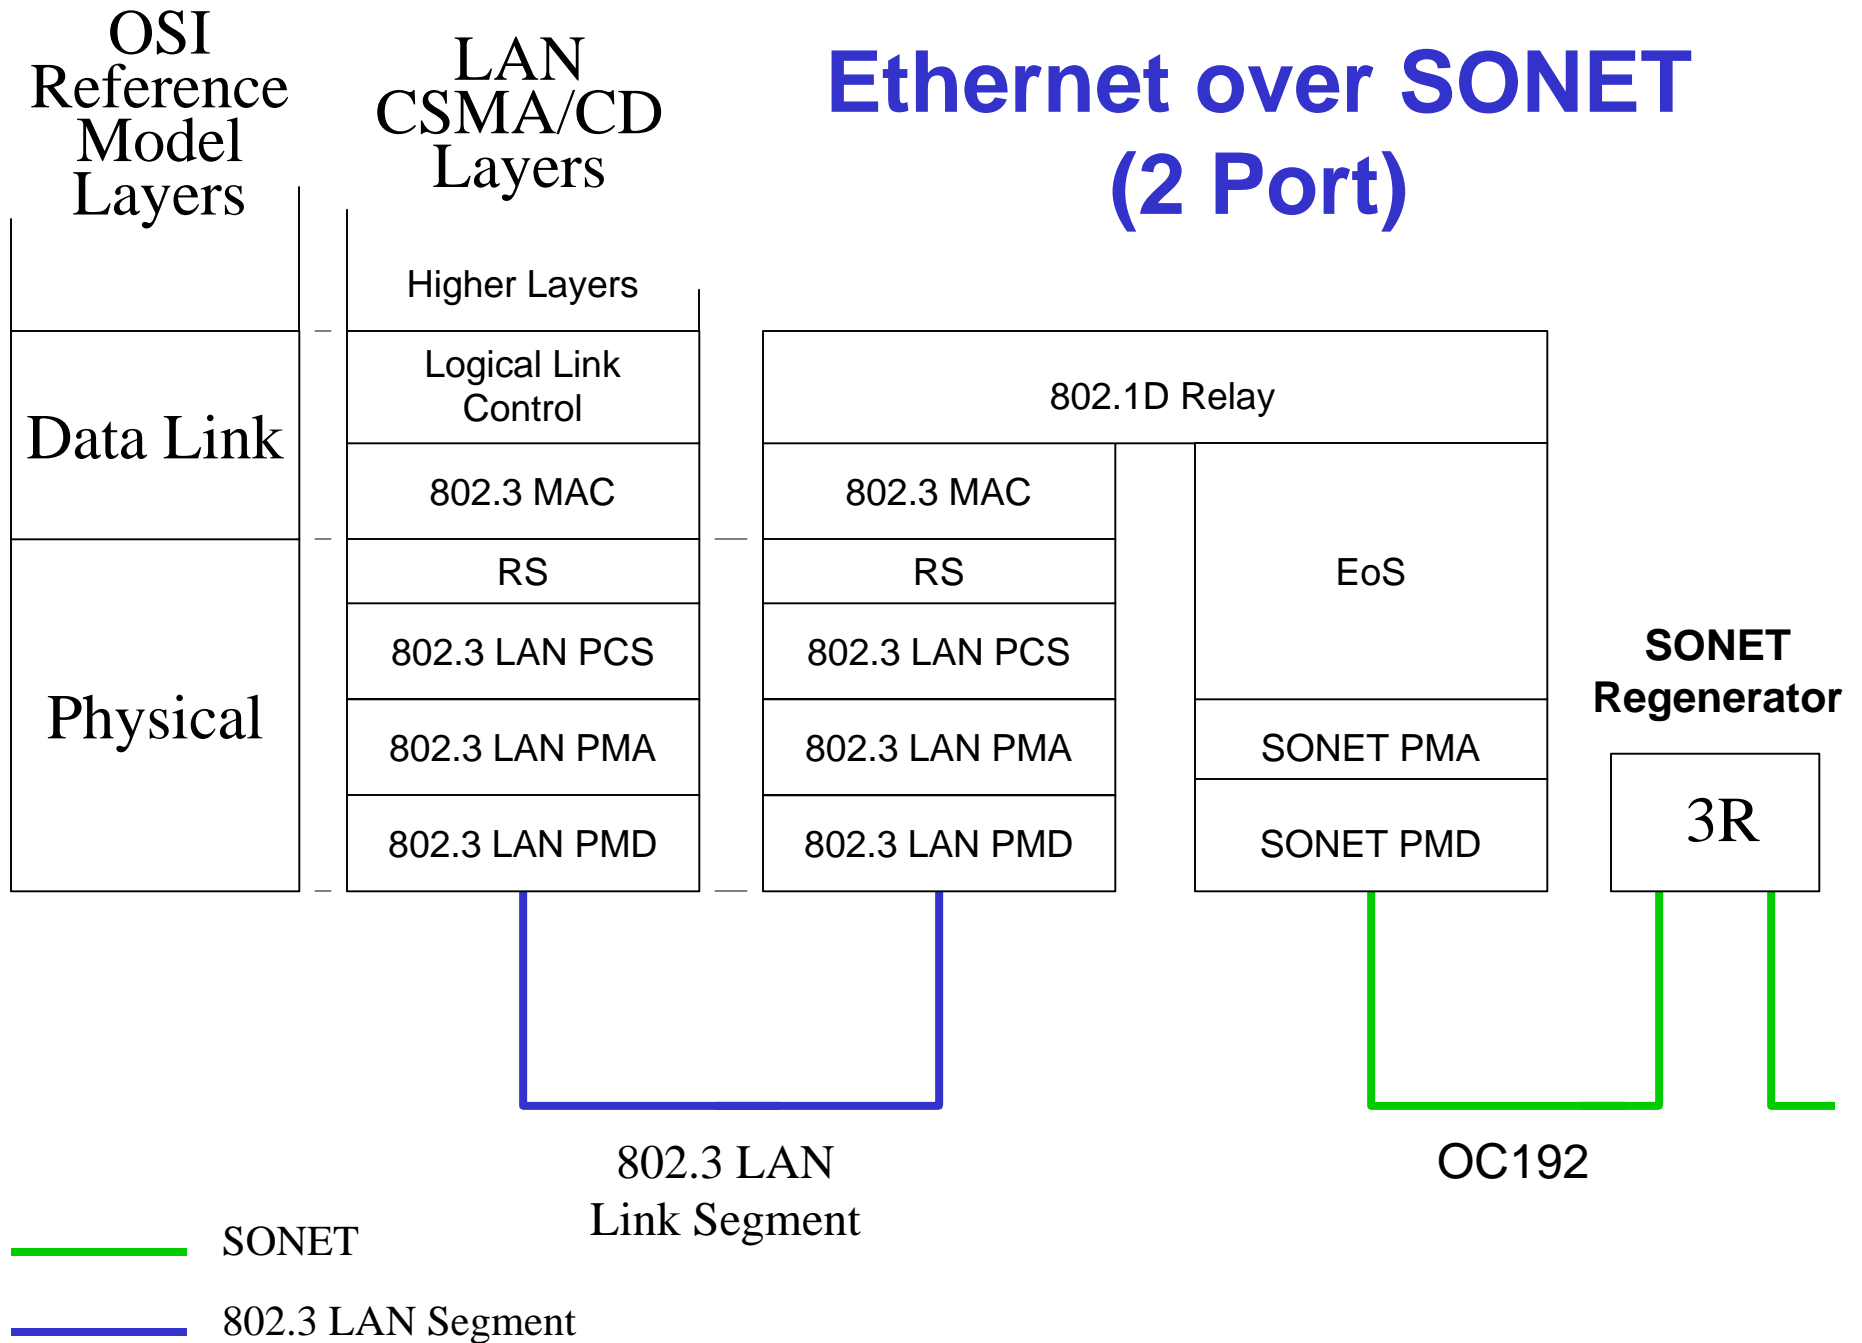 OSI
Reference
Model
Layers
LAN
CSMA/CD
Layers
Ethernet over SONET
(2 Port)
Higher Layers
Data Link
Physical
Logical Link
Control
802.3 MAC
RS
802.3 LAN PCS
802.3 LAN PMA
802.3 LAN PMD
802.1D Relay
802.3 MAC
RS
802.3 LAN PCS
802.3 LAN PMA
802.3 LAN PMD
EoS
SONET PMA
SONET PMD
SONET
Regenerator
3R
802.3 LAN
Link Segment
OC192
SONET
802.3 LAN Segment